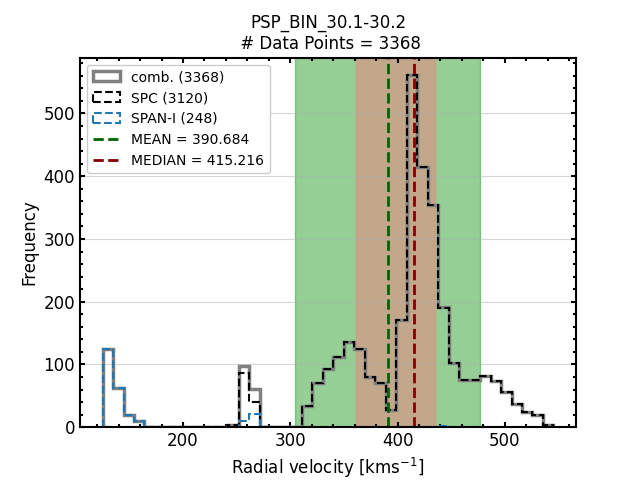 PSP_BIN_30.1-30.2
# Data Points = 3368
comb. (3368)
SPC (3120)
SPAN-I (248)
MEAN = 390.684
MEDIAN = 415.216
Frequency
500
400
300
200
100
0
200 300 400 500
Radial velocity [kms⁻¹]